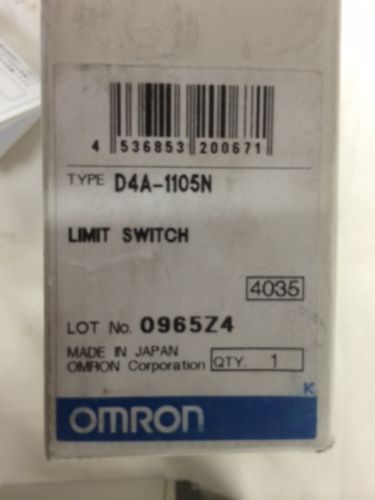 4 536853 200671
TYPE D4A-1105N
LIMIT SWITCH
4035
LOT No. 0965Z4
MADE IN JAPAN
OMRON Corporation QTY. 1
K
OMRON